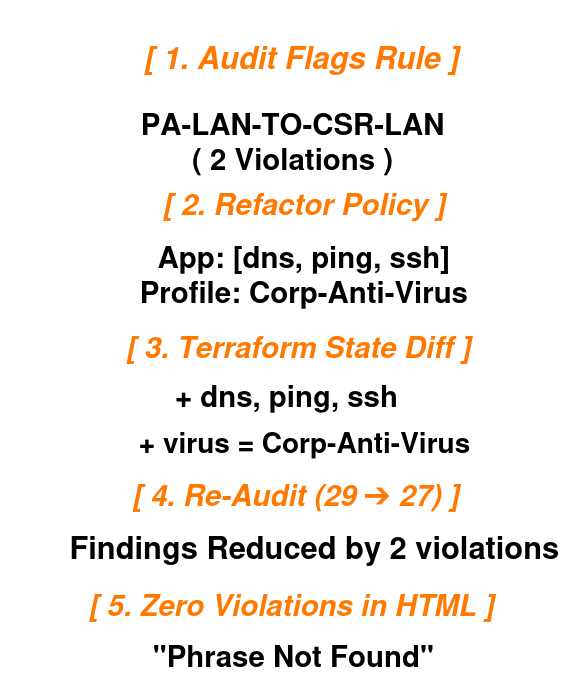 [ 1. Audit Flags Rule ]
PA-LAN-TO-CSR-LAN
( 2 Violations )
[ 2. Refactor Policy ]
App: [dns, ping, ssh]
Profile: Corp-Anti-Virus
[ 3. Terraform State Diff ]
+ dns, ping, ssh
+ virus = Corp-Anti-Virus
[ 4. Re-Audit (29 ➔ 27) ]
Findings Reduced by 2 violations
[ 5. Zero Violations in HTML ]
"Phrase Not Found"